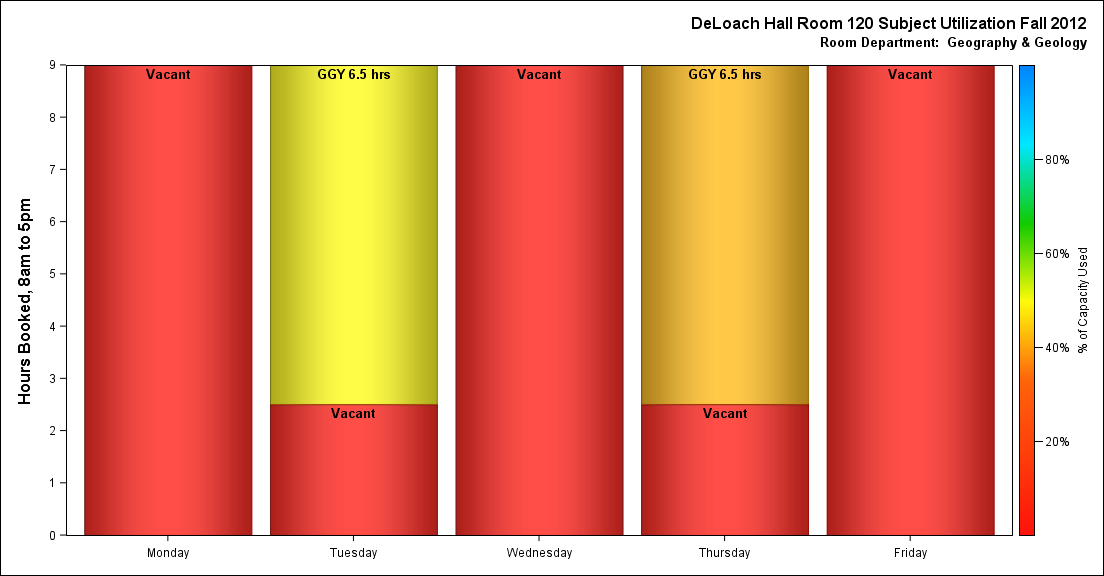 DeLoach Hall Room 120 Subject Utilization Fall 2012
Room Department:  Geography & Geology
Hours Booked, 8am to 5pm
9
8
7
6
5
4
3
2
1
0
Vacant
GGY 6.5 hrs
Vacant
GGY 6.5 hrs
Vacant
Vacant
Vacant
Monday
Tuesday
Wednesday
Thursday
Friday
80%
60%
40%
20%
% of Capacity Used